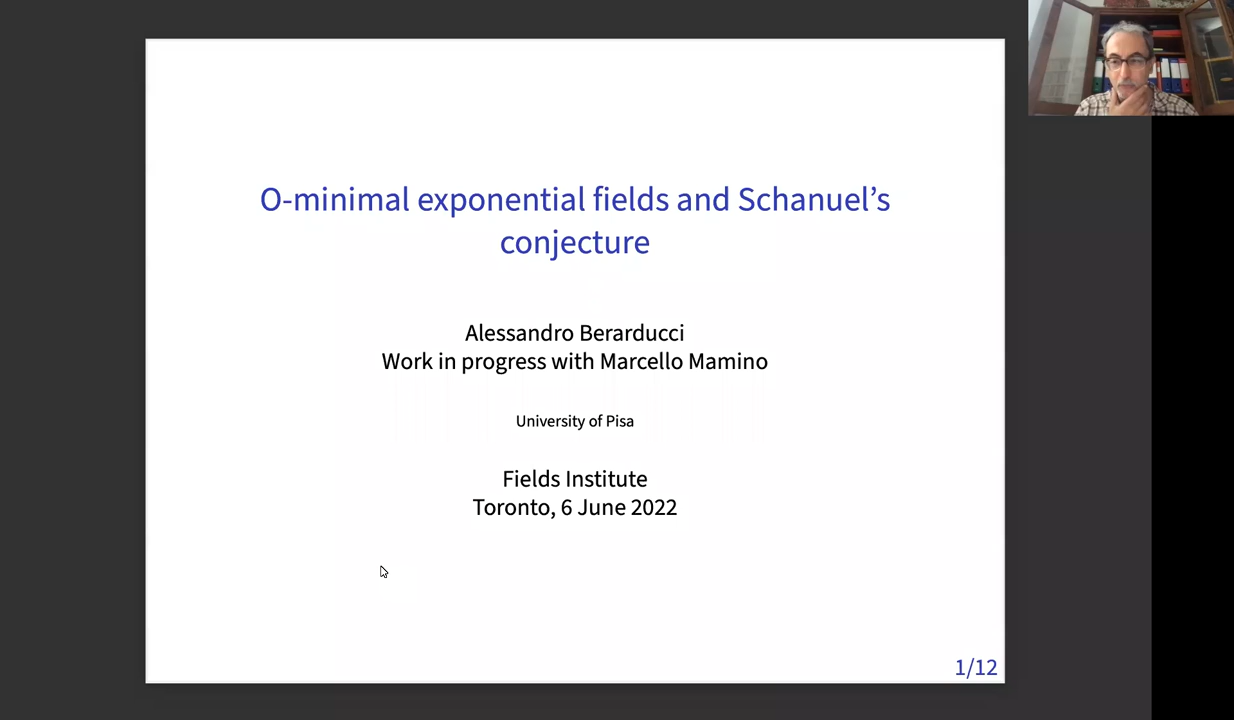 O-minimal exponential fields and Schanuel’s
conjecture
Alessandro Berarducci
Work in progress with Marcello Mamino
University of Pisa
Fields Institute
Toronto, 6 June 2022
1/12